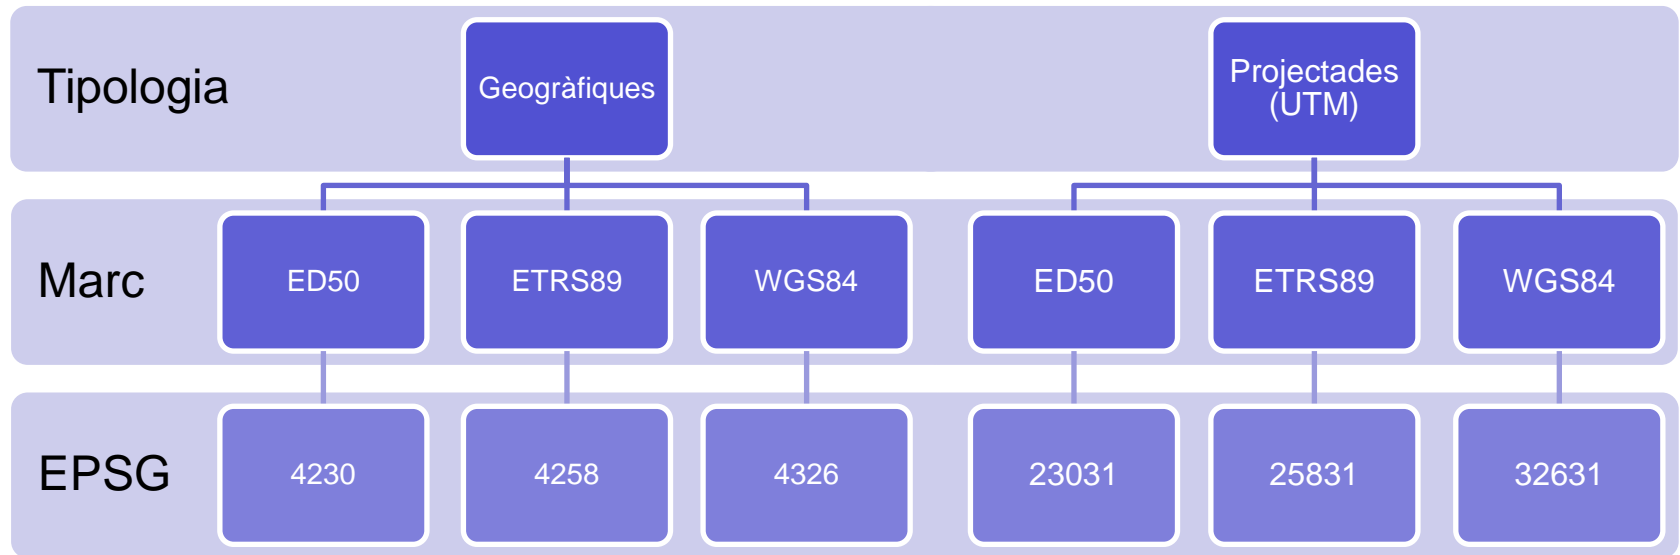 Tipologia
Geogràfiques
Projectades
(UTM)
Marc
ED50
ETRS89
WGS84
ED50
ETRS89
WGS84
EPSG
4230
4258
4326
23031
25831
32631